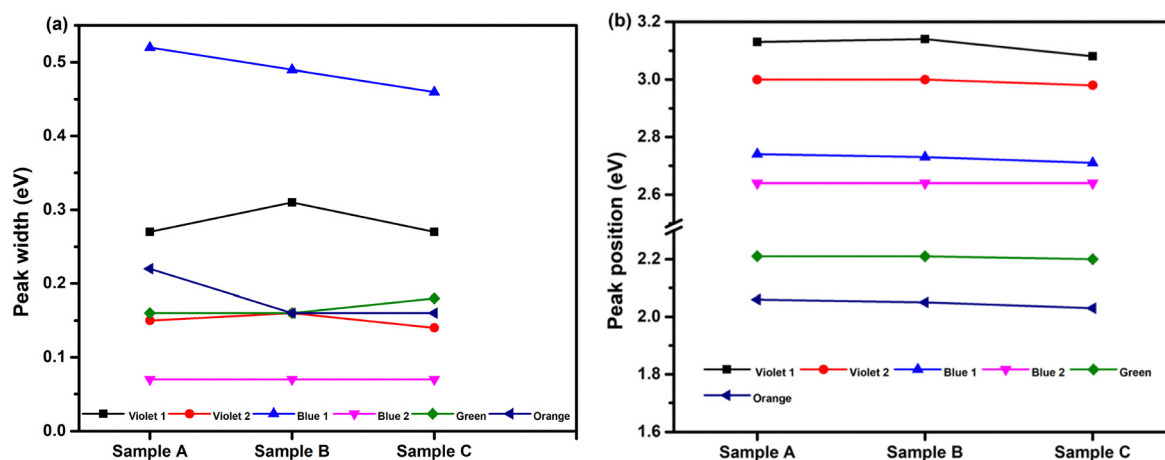 (a)
Peak width (eV)
0.5
0.4
0.3
0.2
0.1
0.0
Violet 1 Violet 2 Blue 1 Blue 2 Green Orange
Sample A Sample B Sample C
(b)
Peak position (eV)
3.2
3.0
2.8
2.6
2.2
2.0
1.8
1.6
Violet 1 Violet 2 Blue 1 Blue 2 Green
Orange
Sample A Sample B Sample C